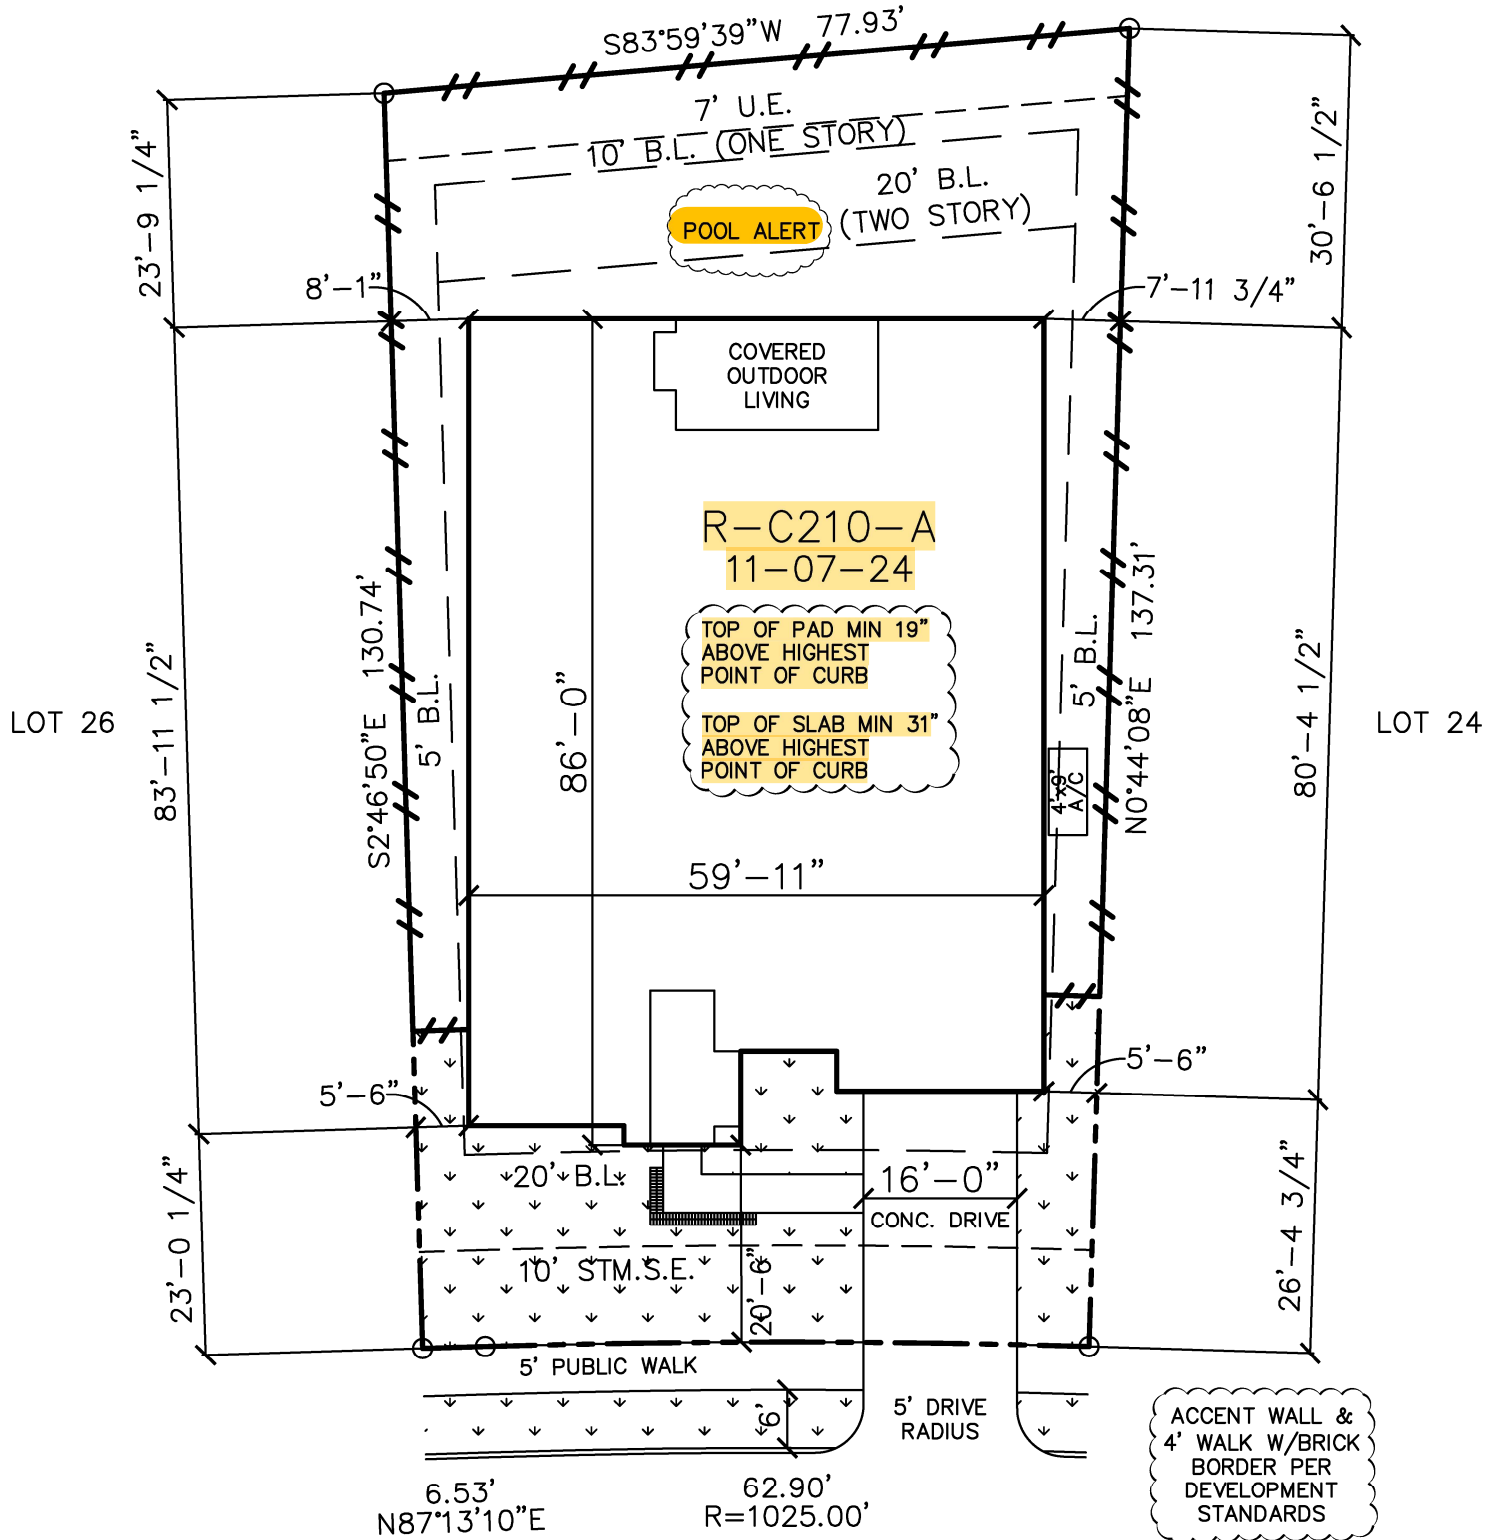 S83°59'39"W 77.93'
7' U.E.
10' B.L. (ONE STORY)
20' B.L.
(TWO STORY)
POOL ALERT
23'-9 1/4"
30'-6 1/2"
8'-1"
7'-11 3/4"
COVERED
OUTDOOR
LIVING
R-C210-A
11-07-24
TOP OF PAD MIN 19"
ABOVE HIGHEST
POINT OF CURB
TOP OF SLAB MIN 31"
ABOVE HIGHEST
POINT OF CURB
LOT 26
83'-11 1/2"
S2°46'50"E 130.74'
5' B.L.
86'-0"
59'-11"
4'x9'
A/C
5' B.L.
N0°44'08"E 137.31'
80'-4 1/2"
LOT 24
5'-6"
5'-6"
20' B.L.
16'-0"
CONC. DRIVE
10' STM.S.E.
20'-6"
23'-0 1/4"
26'-4 3/4"
5' PUBLIC WALK
6'
5' DRIVE
RADIUS
ACCENT WALL &
4' WALK W/BRICK
BORDER PER
DEVELOPMENT
STANDARDS
6.53'
N87°13'10"E
62.90'
R=1025.00'